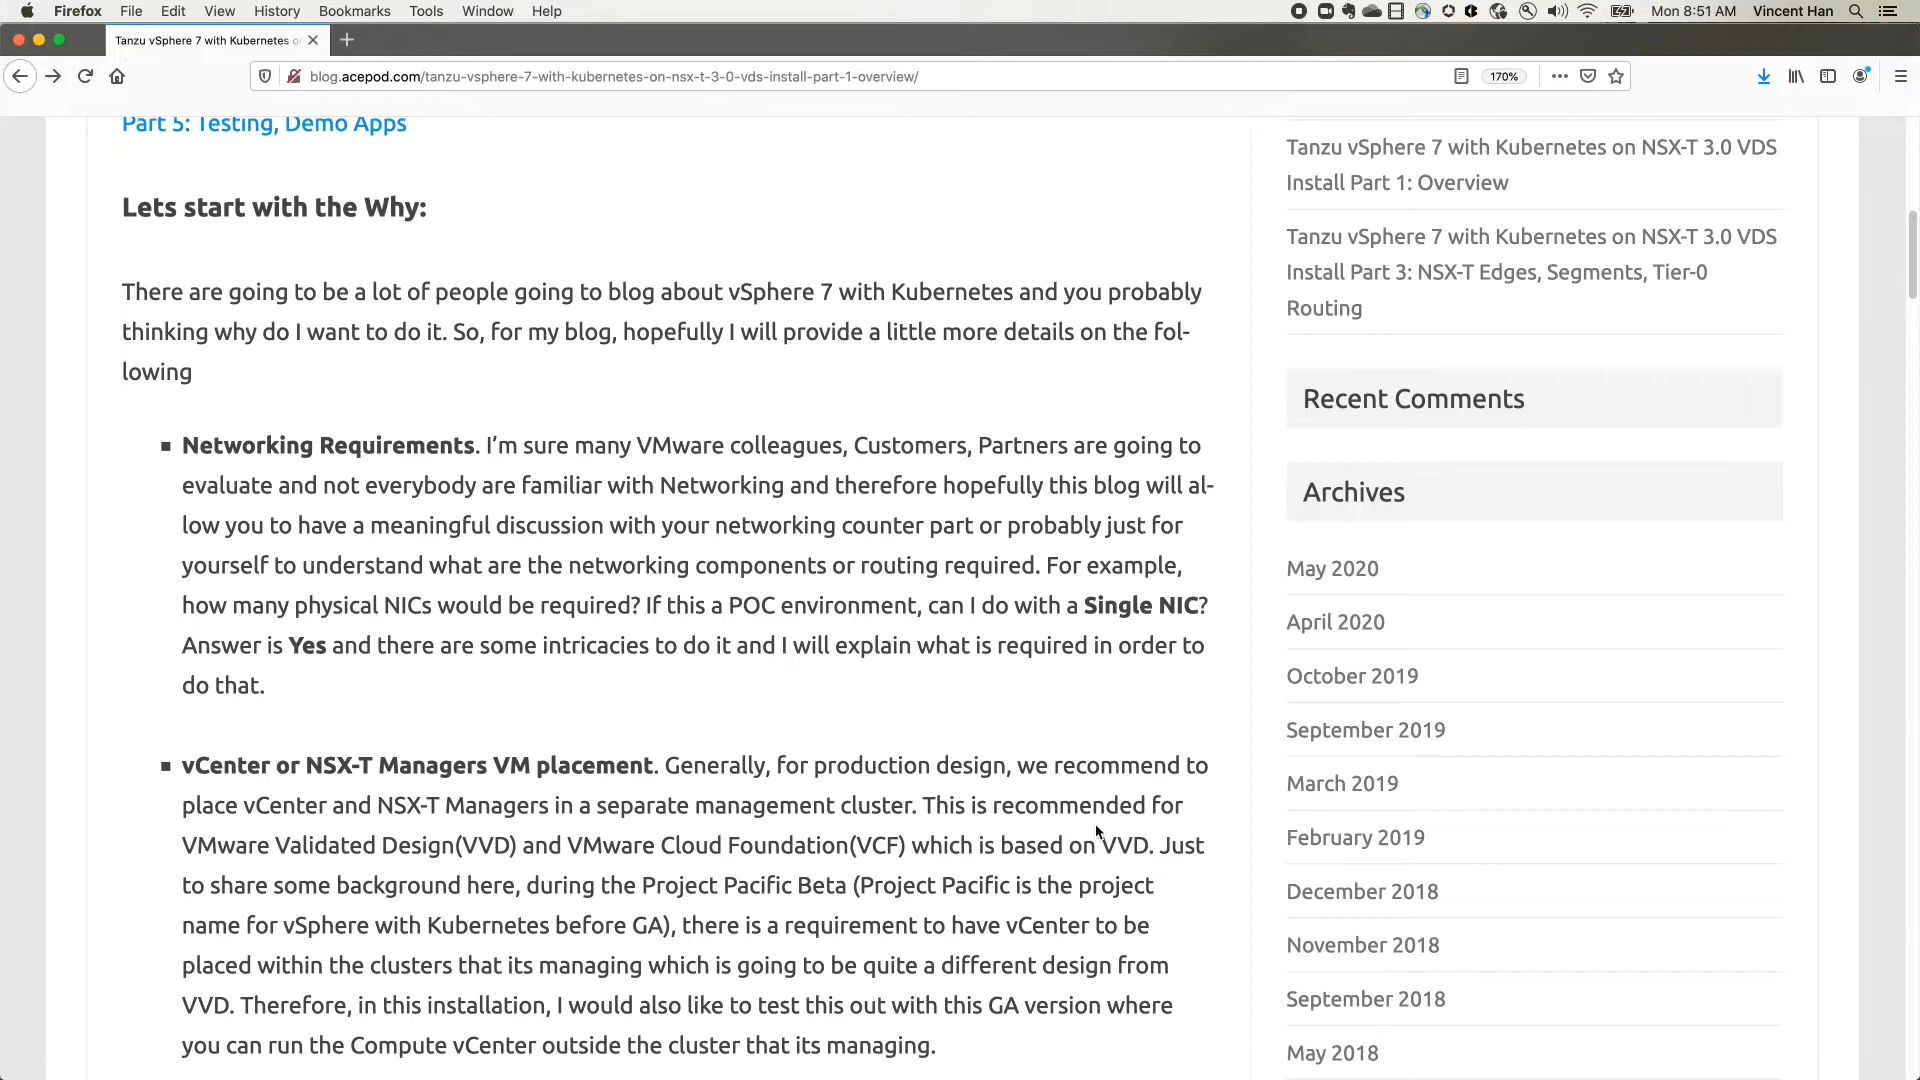 Firefox File Edit View History Bookmarks Tools Window Help Mon 8:51 AM Vincent Han
Tanzu vSphere 7 with Kubernetes o
blog.acepod.com/tanzu-vsphere-7-with-kubernetes-on-nsx-t-3-0-vds-install-part-1-overview/ 170%
Part 5: Testing, Demo Apps
Lets start with the Why:
There are going to be a lot of people going to blog about vSphere 7 with Kubernetes and you probably
thinking why do I want to do it. So, for my blog, hopefully I will provide a little more details on the fol-
lowing
▪ Networking Requirements. I’m sure many VMware colleagues, Customers, Partners are going to
evaluate and not everybody are familiar with Networking and therefore hopefully this blog will al-
low you to have a meaningful discussion with your networking counter part or probably just for
yourself to understand what are the networking components or routing required. For example,
how many physical NICs would be required? If this a POC environment, can I do with a Single NIC?
Answer is Yes and there are some intricacies to do it and I will explain what is required in order to
do that.
▪ vCenter or NSX-T Managers VM placement. Generally, for production design, we recommend to
place vCenter and NSX-T Managers in a separate management cluster. This is recommended for
VMware Validated Design(VVD) and VMware Cloud Foundation(VCF) which is based on VVD. Just
to share some background here, during the Project Pacific Beta (Project Pacific is the project
name for vSphere with Kubernetes before GA), there is a requirement to have vCenter to be
placed within the clusters that its managing which is going to be quite a different design from
VVD. Therefore, in this installation, I would also like to test this out with this GA version where
you can run the Compute vCenter outside the cluster that its managing.
Tanzu vSphere 7 with Kubernetes on NSX-T 3.0 VDS
Install Part 1: Overview
Tanzu vSphere 7 with Kubernetes on NSX-T 3.0 VDS
Install Part 3: NSX-T Edges, Segments, Tier-0
Routing
Recent Comments
Archives
May 2020
April 2020
October 2019
September 2019
March 2019
February 2019
December 2018
November 2018
September 2018
May 2018